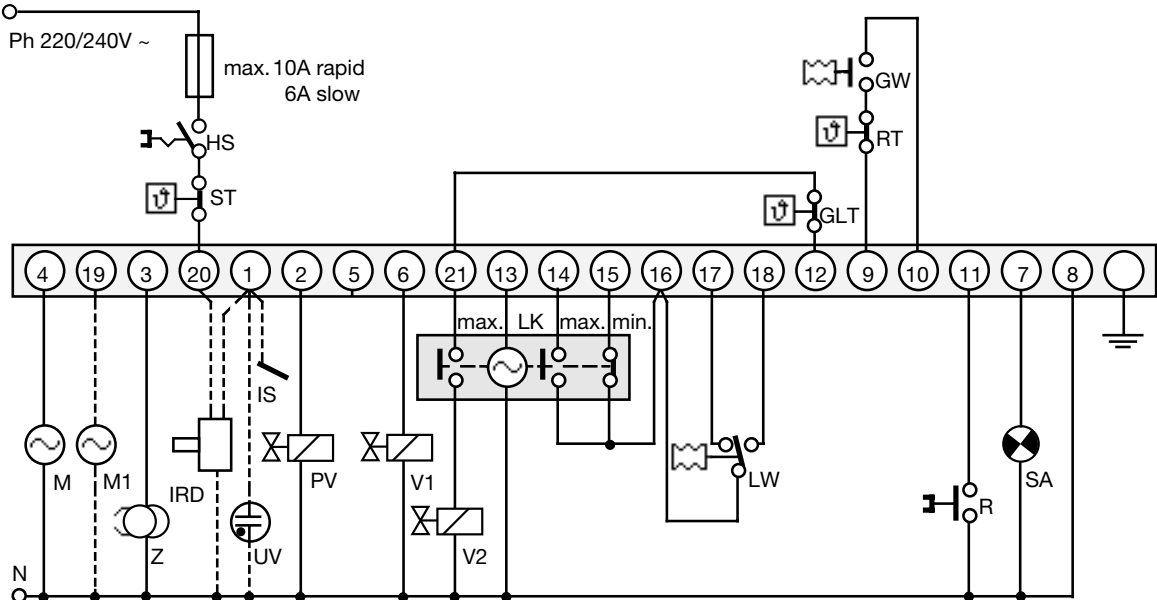 Ph 220/240V ~
max. 10A rapid
6A slow
HS
ST
GW
RT
GLT
ϑ
ϑ
ϑ
4 19 3 20 1 2 5 6 21 13 14 15 16 17 18 12 9 10 11 7 8
max. LK max. min.
IS
M M1 IRD PV V1 LW R SA
Z UV V2
N